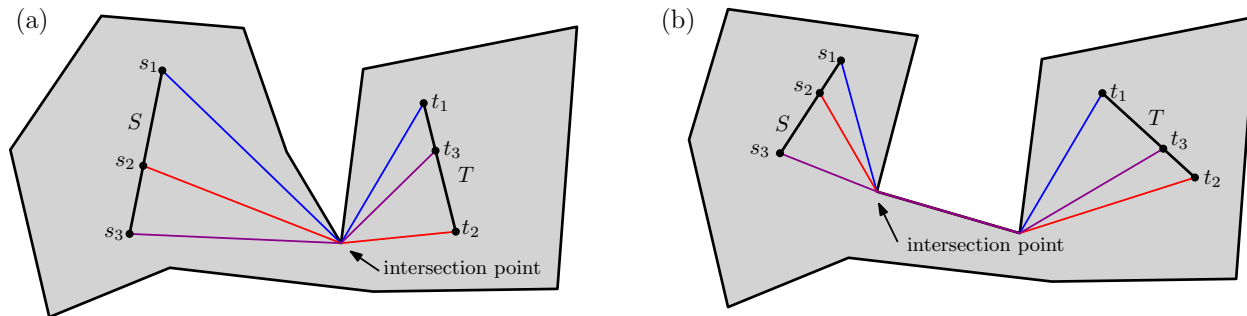 (a)
s1
t1
S
t3
s2
T
s3
t2
intersection point
(b)
s1
s2
t1
S
T
t3
s3
t2
intersection point